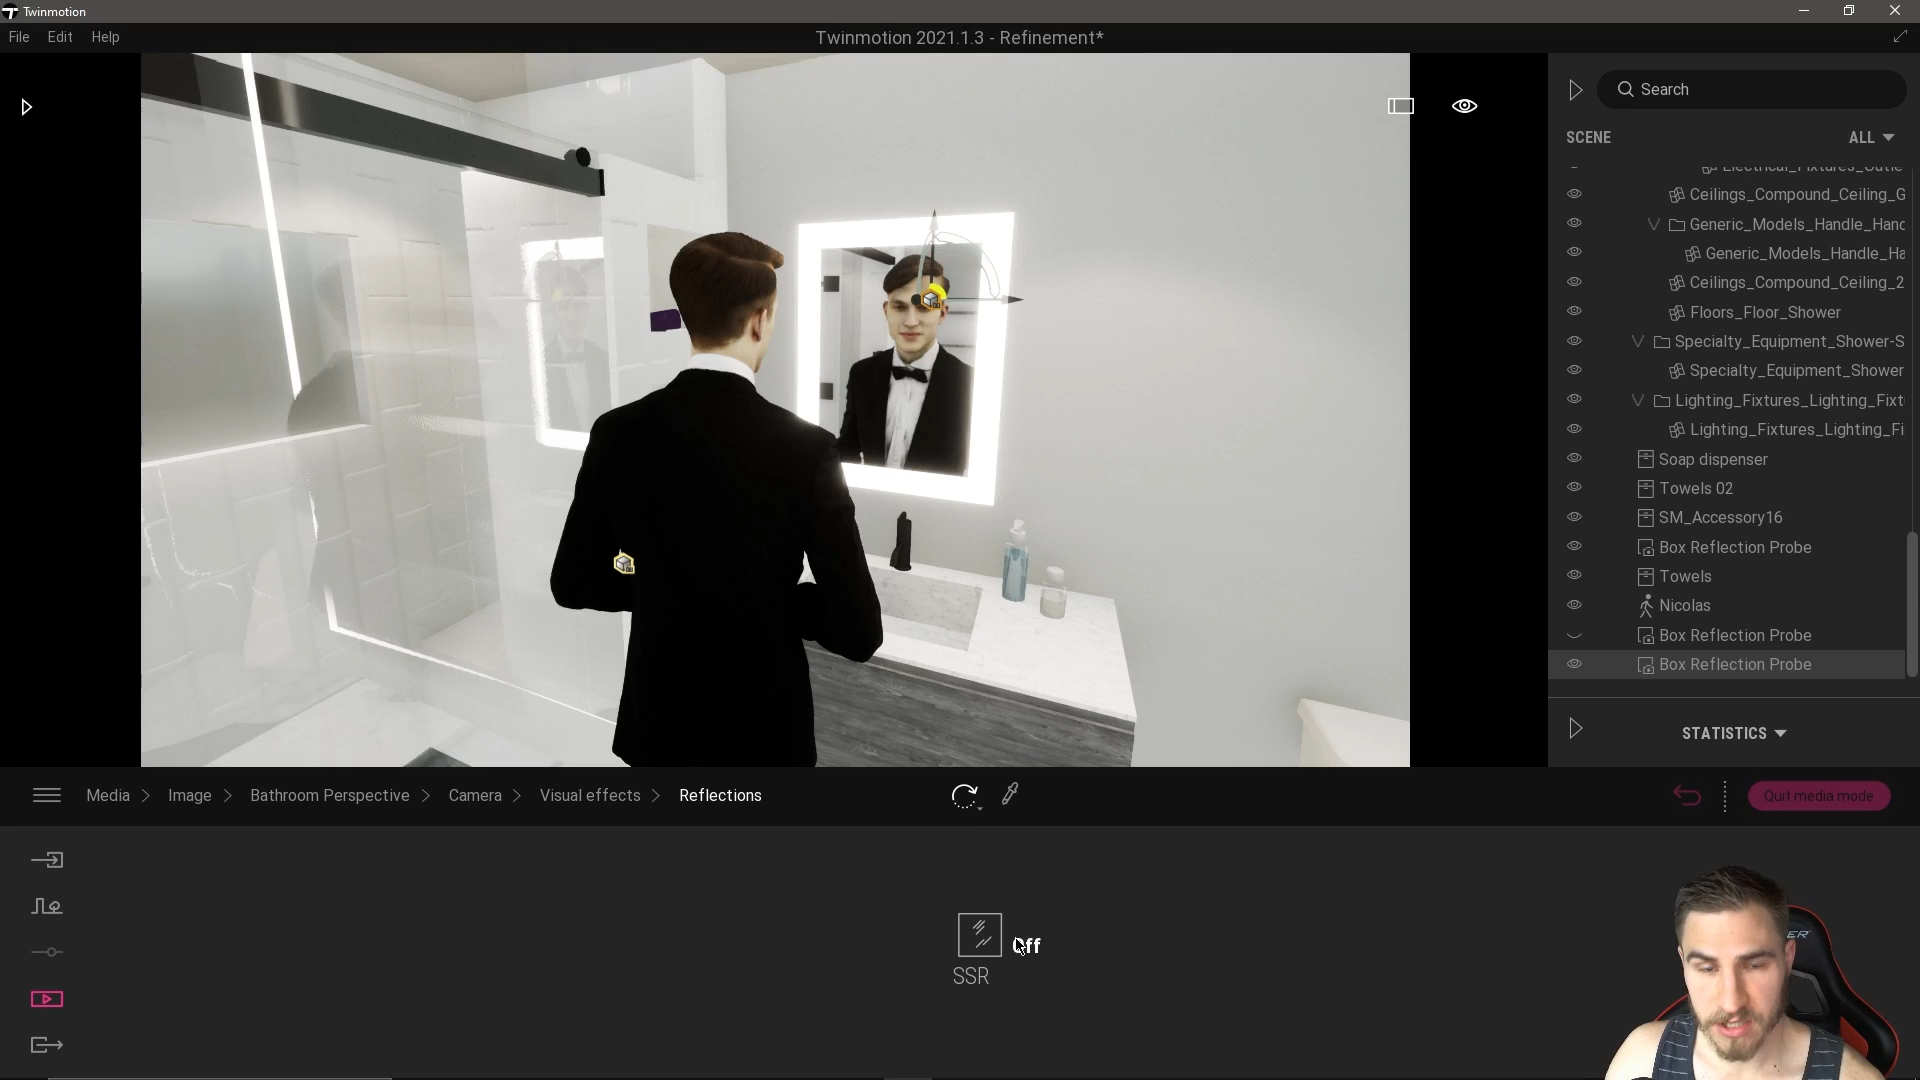 Twinmotion
File Edit Help
Twinmotion 2021.1.3 - Refinement*
Search
SCENE
ALL
Ceilings_Compound_Ceiling_G
Generic_Models_Handle_Hand
Generic_Models_Handle_Ha
Ceilings_Compound_Ceiling_2
Floors_Floor_Shower
Specialty_Equipment_Shower-S
Specialty_Equipment_Shower
Lighting_Fixtures_Lighting_Fixt
Lighting_Fixtures_Lighting_Fi
Soap dispenser
Towels 02
SM_Accessory16
Box Reflection Probe
Towels
Nicolas
Box Reflection Probe
Box Reflection Probe
STATISTICS
Media
Image
Bathroom Perspective
Camera
Visual effects
Reflections
Quit media mode
Off
SSR